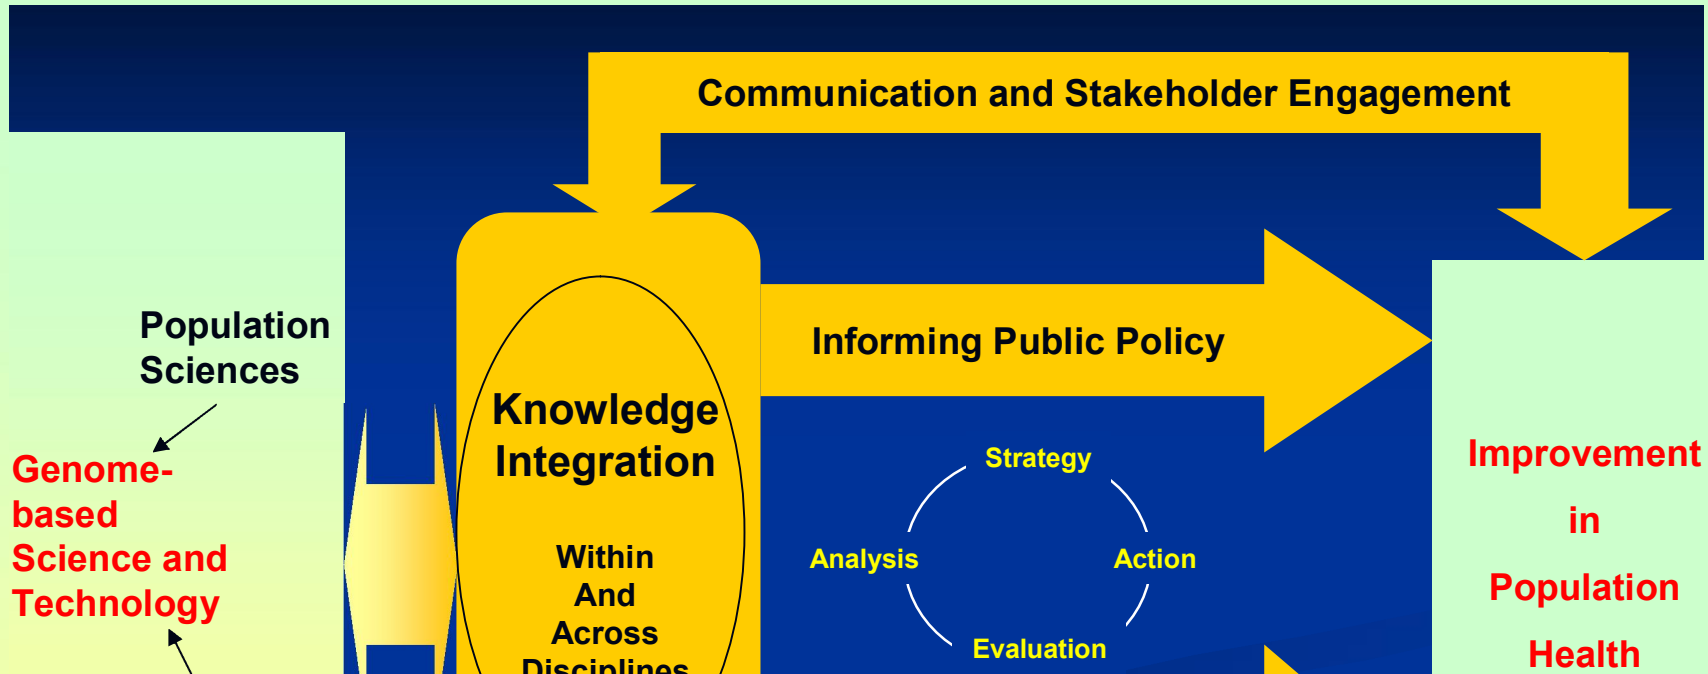 Communication and Stakeholder Engagement
Population
Sciences
Genome-
based
Science and
Technology
Knowledge
Integration
Within
And
Across
Disciplines
Informing Public Policy
Strategy
Analysis
Action
Evaluation
Improvement
in
Population
Health